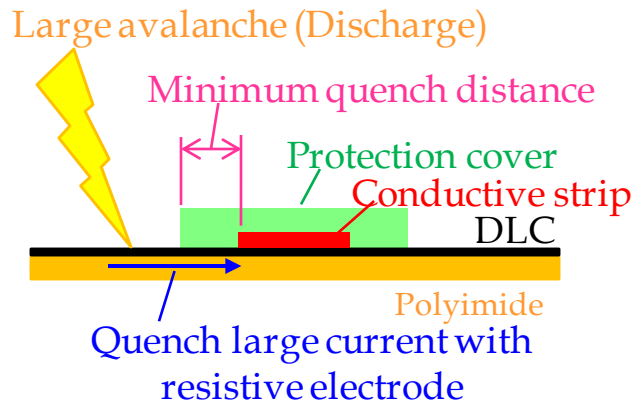 Large avalanche (Discharge)
Minimum quench distance
Protection cover
Conductive strip
DLC
Polyimide
Quench large current with
resistive electrode